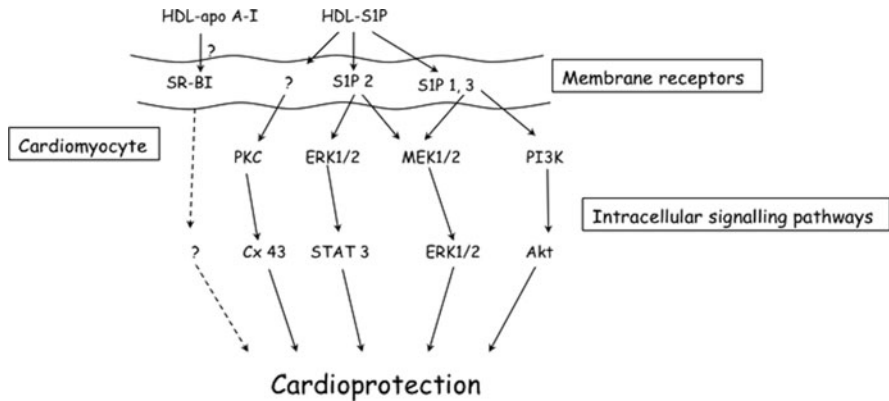 HDL-apo A-I HDL-S1P
?
SR-BI ? S1P 2 S1P 1, 3 Membrane receptors
Cardiomyocyte
PKC ERK1/2 MEK1/2 PI3K
Intracellular signalling pathways
? Cx 43 STAT 3 ERK1/2 Akt
Cardioprotection